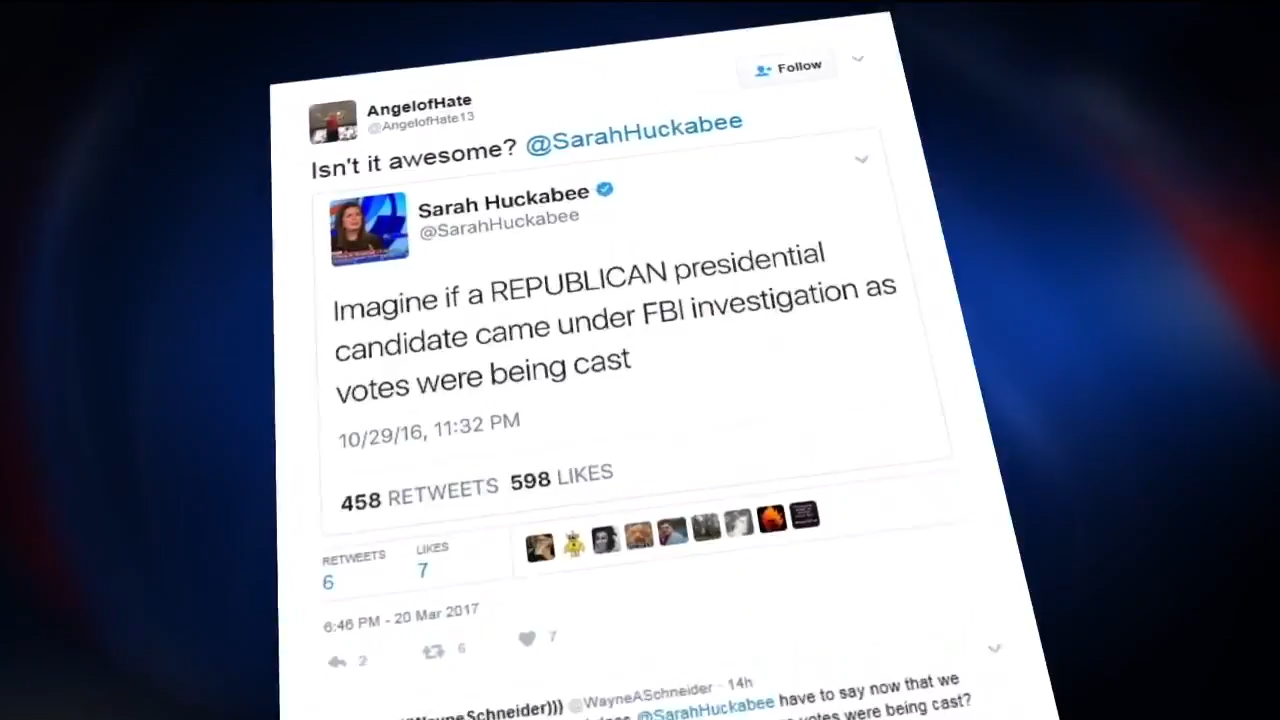 AngelofHate
@AngelofHate13
Follow
Isn't it awesome? @SarahHuckabee
Sarah Huckabee
@SarahHuckabee
Imagine if a REPUBLICAN presidential
candidate came under FBI investigation as
votes were being cast
10/29/16, 11:32 PM
458 RETWEETS 598 LIKES
RETWEETS LIKES
6 7
6:46 PM - 20 Mar 2017
2 6 7
WayneSchneider))) @WayneASchneider · 14h
@SarahHuckabee have to say now that we
votes were being cast?